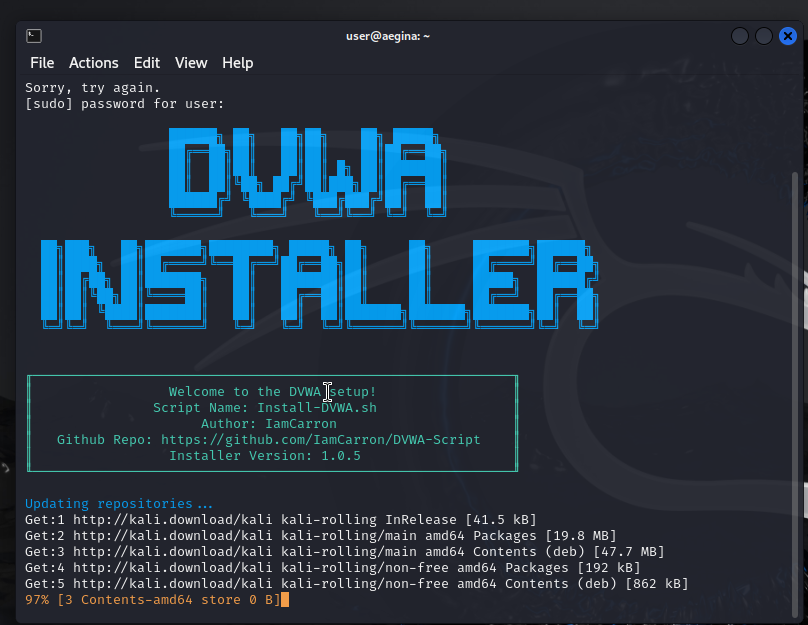 user@aegina: ~
File Actions Edit View Help
Sorry, try again.
[sudo] password for user:
DVWA
INSTALLER
Welcome to the DVWA setup!
Script Name: Install-DVWA.sh
Author: IamCarron
Github Repo: https://github.com/IamCarron/DVWA-Script
Installer Version: 1.0.5
Updating repositories...
Get:1 http://kali.download/kali kali-rolling InRelease [41.5 kB]
Get:2 http://kali.download/kali kali-rolling/main amd64 Packages [19.8 MB]
Get:3 http://kali.download/kali kali-rolling/main amd64 Contents (deb) [47.7 MB]
Get:4 http://kali.download/kali kali-rolling/non-free amd64 Packages [192 kB]
Get:5 http://kali.download/kali kali-rolling/non-free amd64 Contents (deb) [862 kB]
97% [3 Contents-amd64 store 0 B]